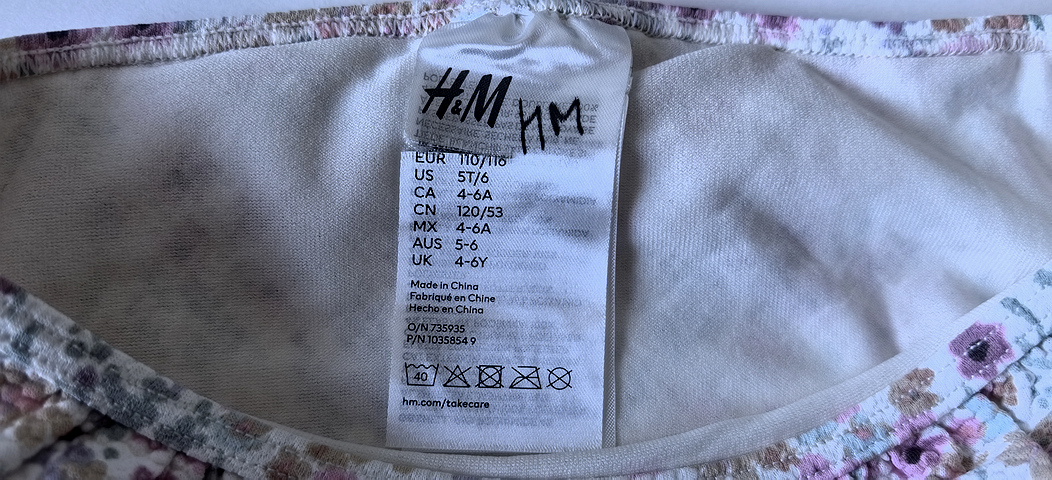 H&M HM
EUR 110/116
US 5T/6
CA 4-6A
CN 120/53
MX 4-6A
AUS 5-6
UK 4-6Y
Made in China
Fabriqué en Chine
Hecho en China
O/N 735935
P/N 1035854 9
40
hm.com/takecare